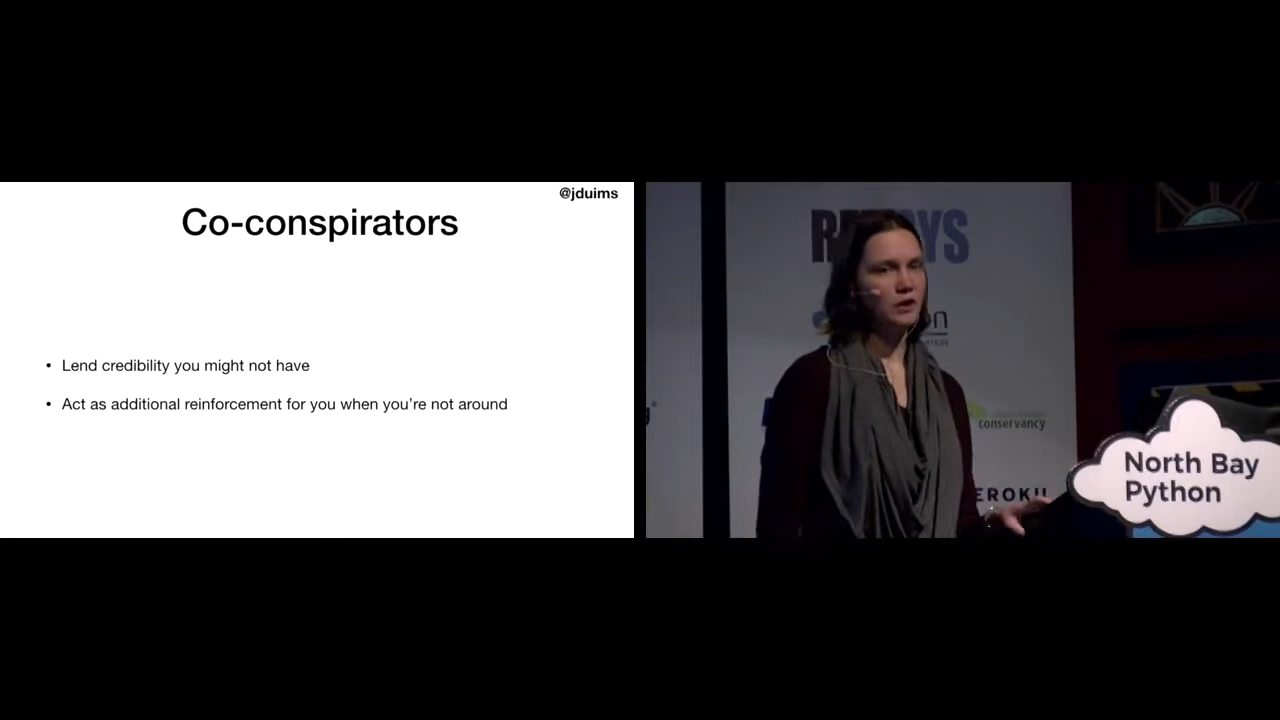 @jduims
Co-conspirators
• Lend credibility you might not have
• Act as additional reinforcement for you when you're not around
conservancy
North Bay
Python